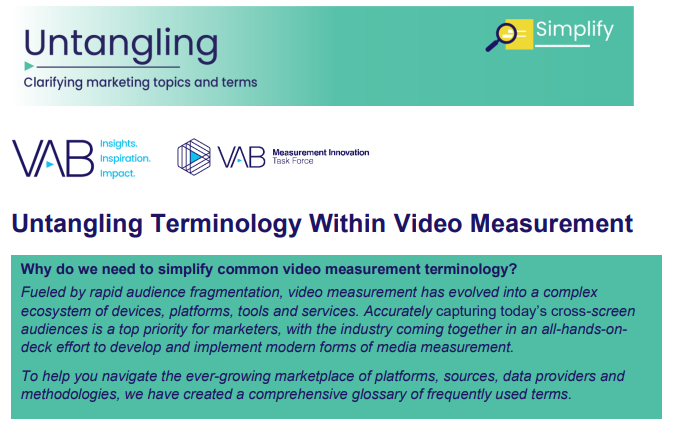 Untangling
Clarifying marketing topics and terms
Simplify
VAB
Insights.
Inspiration.
Impact.
VAB
Measurement Innovation
Task Force
Untangling Terminology Within Video Measurement
Why do we need to simplify common video measurement terminology?
Fueled by rapid audience fragmentation, video measurement has evolved into a complex
ecosystem of devices, platforms, tools and services. Accurately capturing today's cross-screen
audiences is a top priority for marketers, with the industry coming together in an all-hands-on-
deck effort to develop and implement modern forms of media measurement.
To help you navigate the ever-growing marketplace of platforms, sources, data providers and
methodologies, we have created a comprehensive glossary of frequently used terms.